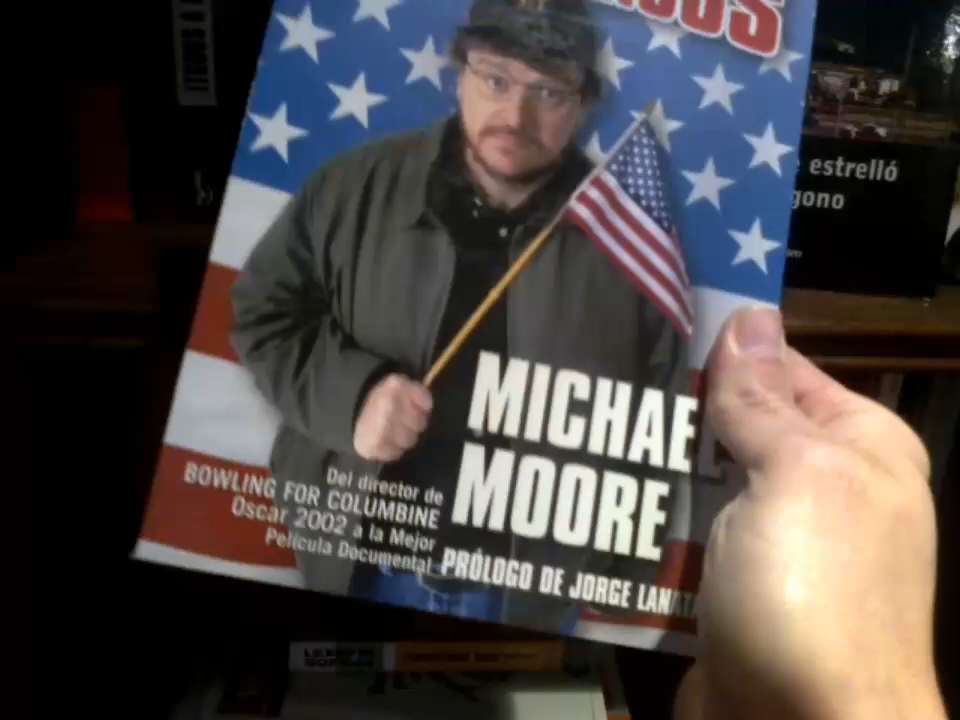 MICHAEL
MOORE
Del director de
BOWLING FOR COLUMBINE
Oscar 2002 a la Mejor
Película Documental
PRÓLOGO DE JORGE LANATA
estrelló